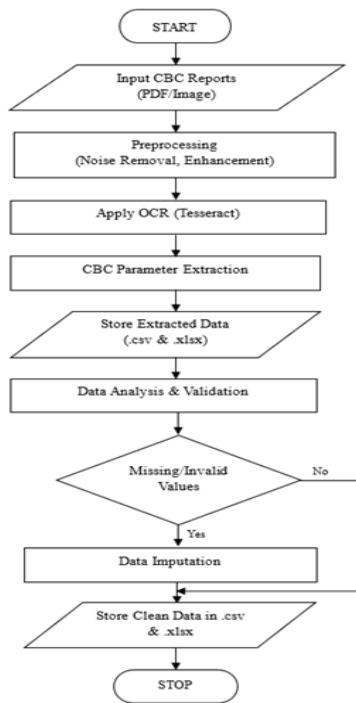 START
Input CBC Reports
(PDF/Image)
Preprocessing
(Noise Removal, Enhancement)
Apply OCR (Tesseract)
CBC Parameter Extraction
Store Extracted Data
(.csv & .xlsx)
Data Analysis & Validation
Missing/Invalid
Values
No
Yes
Data Imputation
Store Clean Data in .csv
& .xlsx
STOP